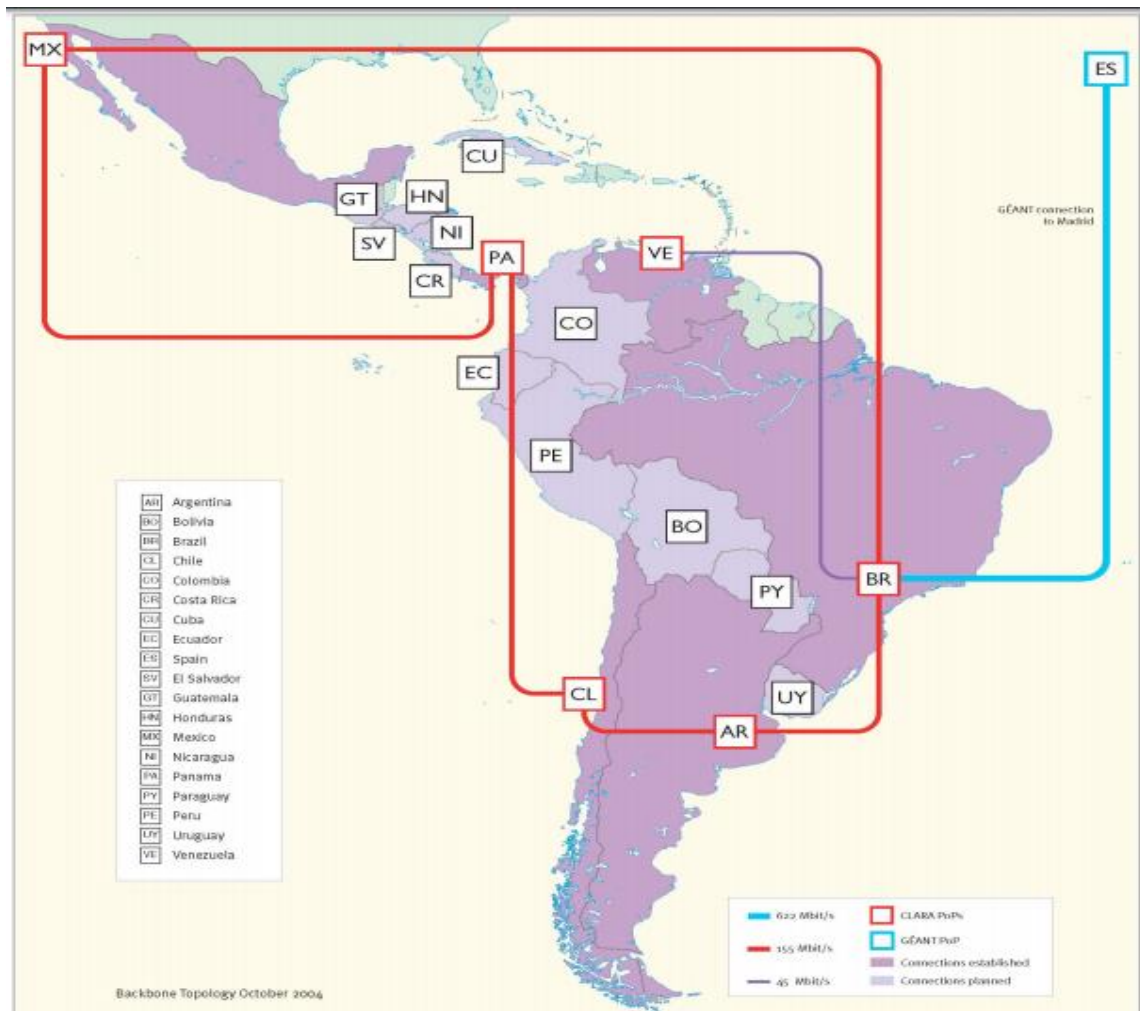 MX
ES
CU
GT
HN
SV
NI
PA
VE
CR
GÉANT connection
to Madrid
CO
EC
PE
BO
PY
BR
CL
UY
AR
AR Argentina
BO Bolivia
BR Brazil
CL Chile
CO Colombia
CR Costa Rica
CU Cuba
EC Ecuador
ES Spain
SV El Salvador
GT Guatemala
HN Honduras
MX Mexico
NI Nicaragua
PA Panama
PY Paraguay
PE Peru
UY Uruguay
VE Venezuela
622 Mbit/s
155 Mbit/s
45 Mbit/s
CLARA PoPs
GÉANT PoP
Connections established
Connections planned
Backbone Topology October 2004